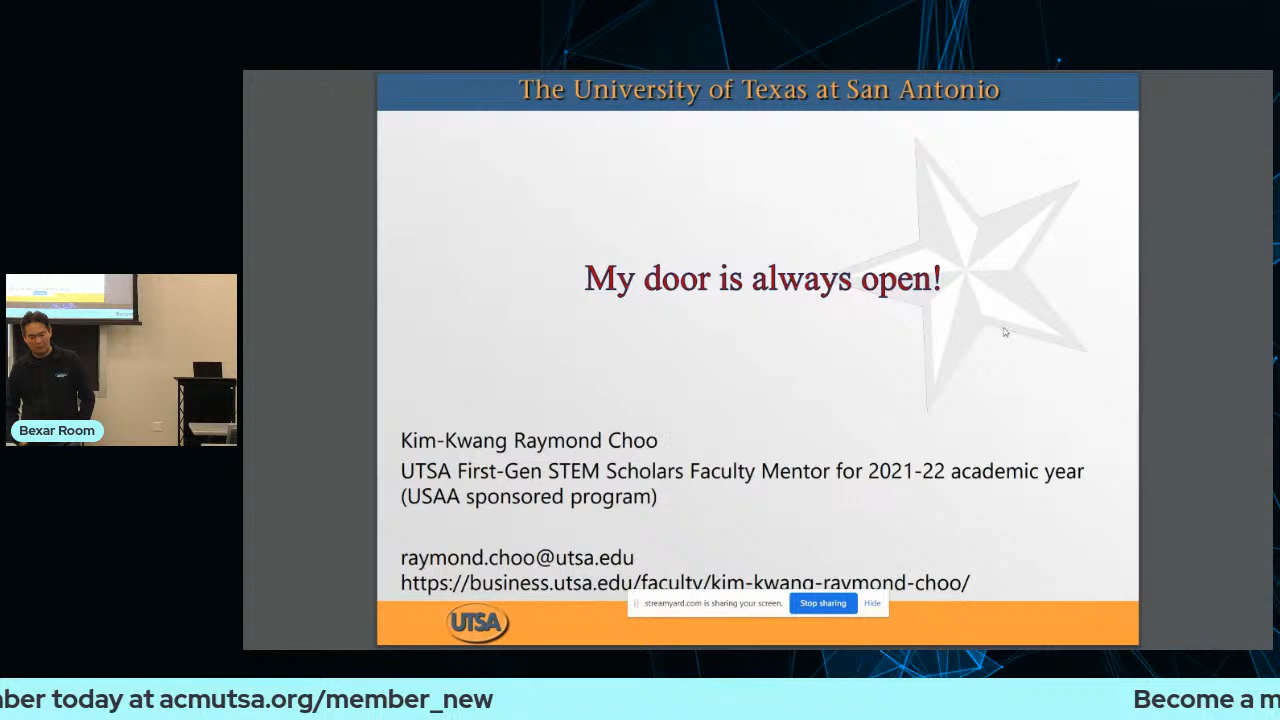 The University of Texas at San Antonio
My door is always open!
Kim-Kwang Raymond Choo
UTSA First-Gen STEM Scholars Faculty Mentor for 2021-22 academic year
(USAA sponsored program)
raymond.choo@utsa.edu
https://business.utsa.edu/faculty/kim-kwang-raymond-choo/
streamyard.com is sharing your screen. Stop sharing Hide
UTSA
Bexar Room
ber today at acmutsa.org/member_new Become a m